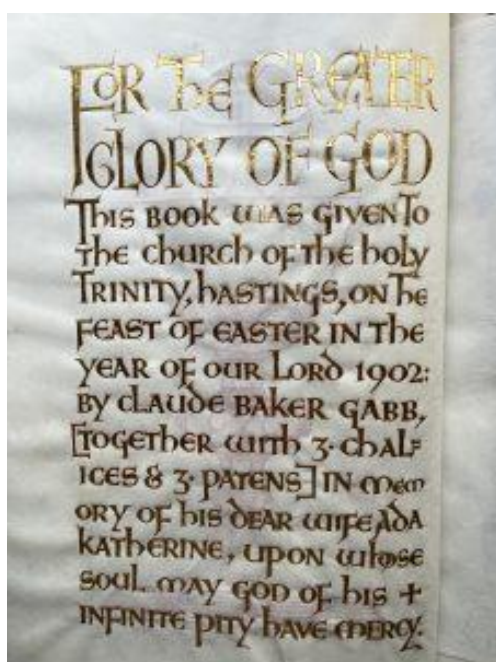 FOR The GREATER
GLORY OF GOD
This BOOK WAS GIVEN TO
The church of the holy
TRINITY, hASTINGS, ON The
FEAST OF EASTER IN The
YEAR OF OUR LORD 1902:
BY CLAUDE BAKER GABB,
[TOGETHER WITH 3. CHAL=
ICES & 3. PATENS] IN MEM
ORY OF HIS DEAR WIFE ADA
KATHERINE, UPON WHOSE
SOUL MAY GOD OF HIS +
INFINITE PITY HAVE MERCY.